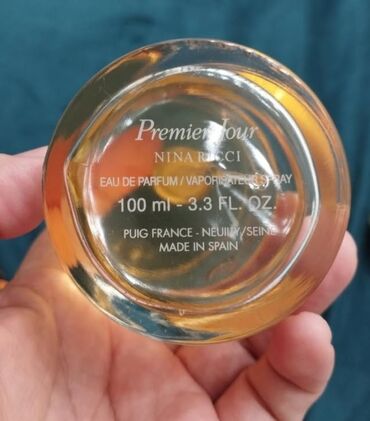 Premier Jour
NINA RICCI
EAU DE PARFUM / VAPORISATEUR SPRAY
100 ml - 3.3 FL. OZ.
PUIG FRANCE - NEUILLY/SEINE
MADE IN SPAIN